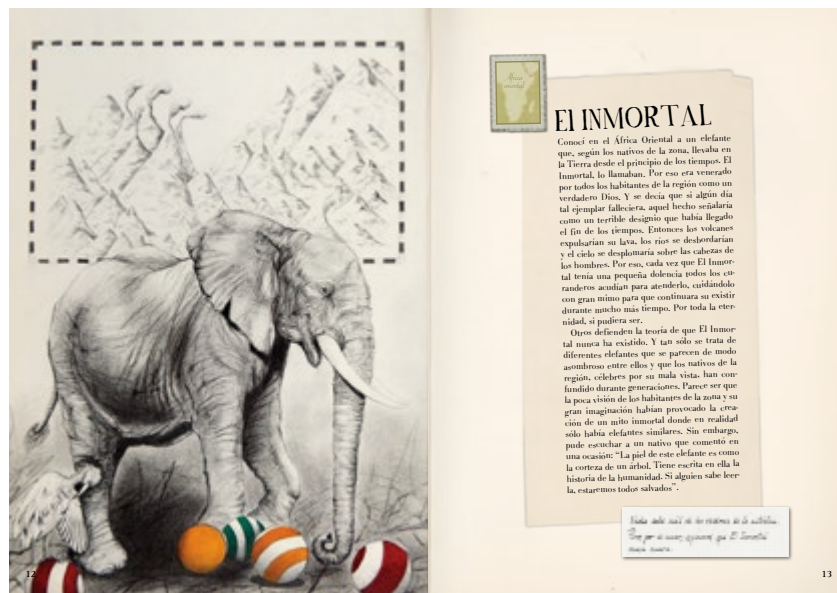 África
oriental
El INMORTAL
Conocí en el África Oriental a un elefante
que, según los nativos de la zona, llevaba en
la Tierra desde el principio de los tiempos. El
Inmortal, lo llamaban. Por eso era venerado
por todos los habitantes de la región como un
verdadero Dios. Y se decía que si algún día
tal ejemplar falleciera, aquel hecho señalaría
como un terrible designio que había llegado
el fin de los tiempos. Entonces los volcanes
expulsarían su lava, los ríos se desbordarían
y el cielo se desplomaría sobre las cabezas de
los hombres. Por eso, cada vez que El Inmor-
tal tenía una pequeña dolencia todos los cu-
randeros acudían para atenderlo, cuidándolo
con gran mimo para que continuara su existir
durante mucho más tiempo. Por toda la eter-
nidad, si pudiera ser.
Otros defienden la teoría de que El Inmor-
tal nunca ha existido. Y tan sólo se trata de
diferentes elefantes que se parecen de modo
asombroso entre ellos y que los nativos de la
región, célebres por su mala vista, han con-
fundido durante generaciones. Parece ser que
la poca visión de los habitantes de la zona y su
gran imaginación habían provocado la crea-
ción de un mito inmortal donde en realidad
sólo había elefantes similares. Sin embargo,
pude escuchar a un nativo que comentó en
una ocasión: “La piel de este elefante es como
la corteza de un árbol. Tiene escrita en ella la
historia de la humanidad. Si alguien sabe leer-
la, estaremos todos salvados”.
Nadie sabe cuál de las
El Inmortal
nunca muera.
12
13